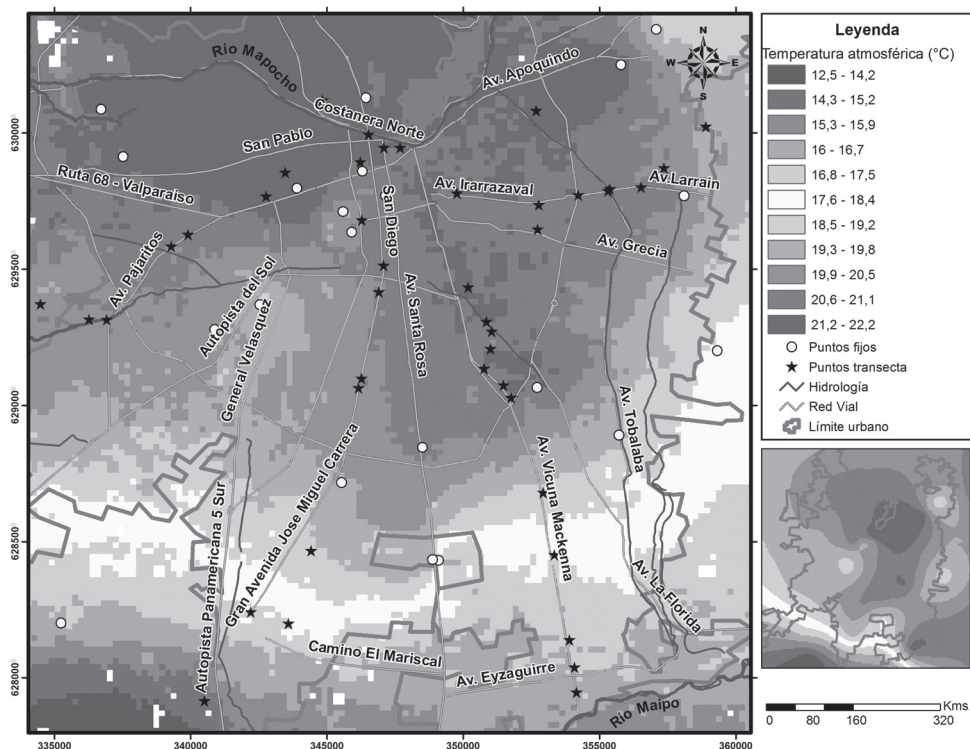 Río Mapocho
Av. Apoquindo
Costanera Norte
San Pablo
Ruta 68 - Valparaiso
Av. Irarrazaval
Av.Larrain
San Diego
Av. Grecia
Av. Pajaritos
Autopista del Sol
General Velasquez
Av. Santa Rosa
Av. Tobalaba
Autopista Panamericana 5 Sur
Gran Avenida Jose Miguel Carrera
Av. Vicuna Mackenna
Av. La Florida
Camino El Mariscal
Av. Eyzaguirre
Río Maipo
N
W
E
S
6300000
6295000
6290000
6285000
6280000
335000
340000
345000
350000
355000
360000
Leyenda
Temperatura atmosférica (°C)
12,5 - 14,2
14,3 - 15,2
15,3 - 15,9
16 - 16,7
16,8 - 17,5
17,6 - 18,4
18,5 - 19,2
19,3 - 19,8
19,9 - 20,5
20,6 - 21,1
21,2 - 22,2
Puntos fijos
Puntos transecta
Hidrología
Red Vial
Límite urbano
Kms.
0 80 160 320